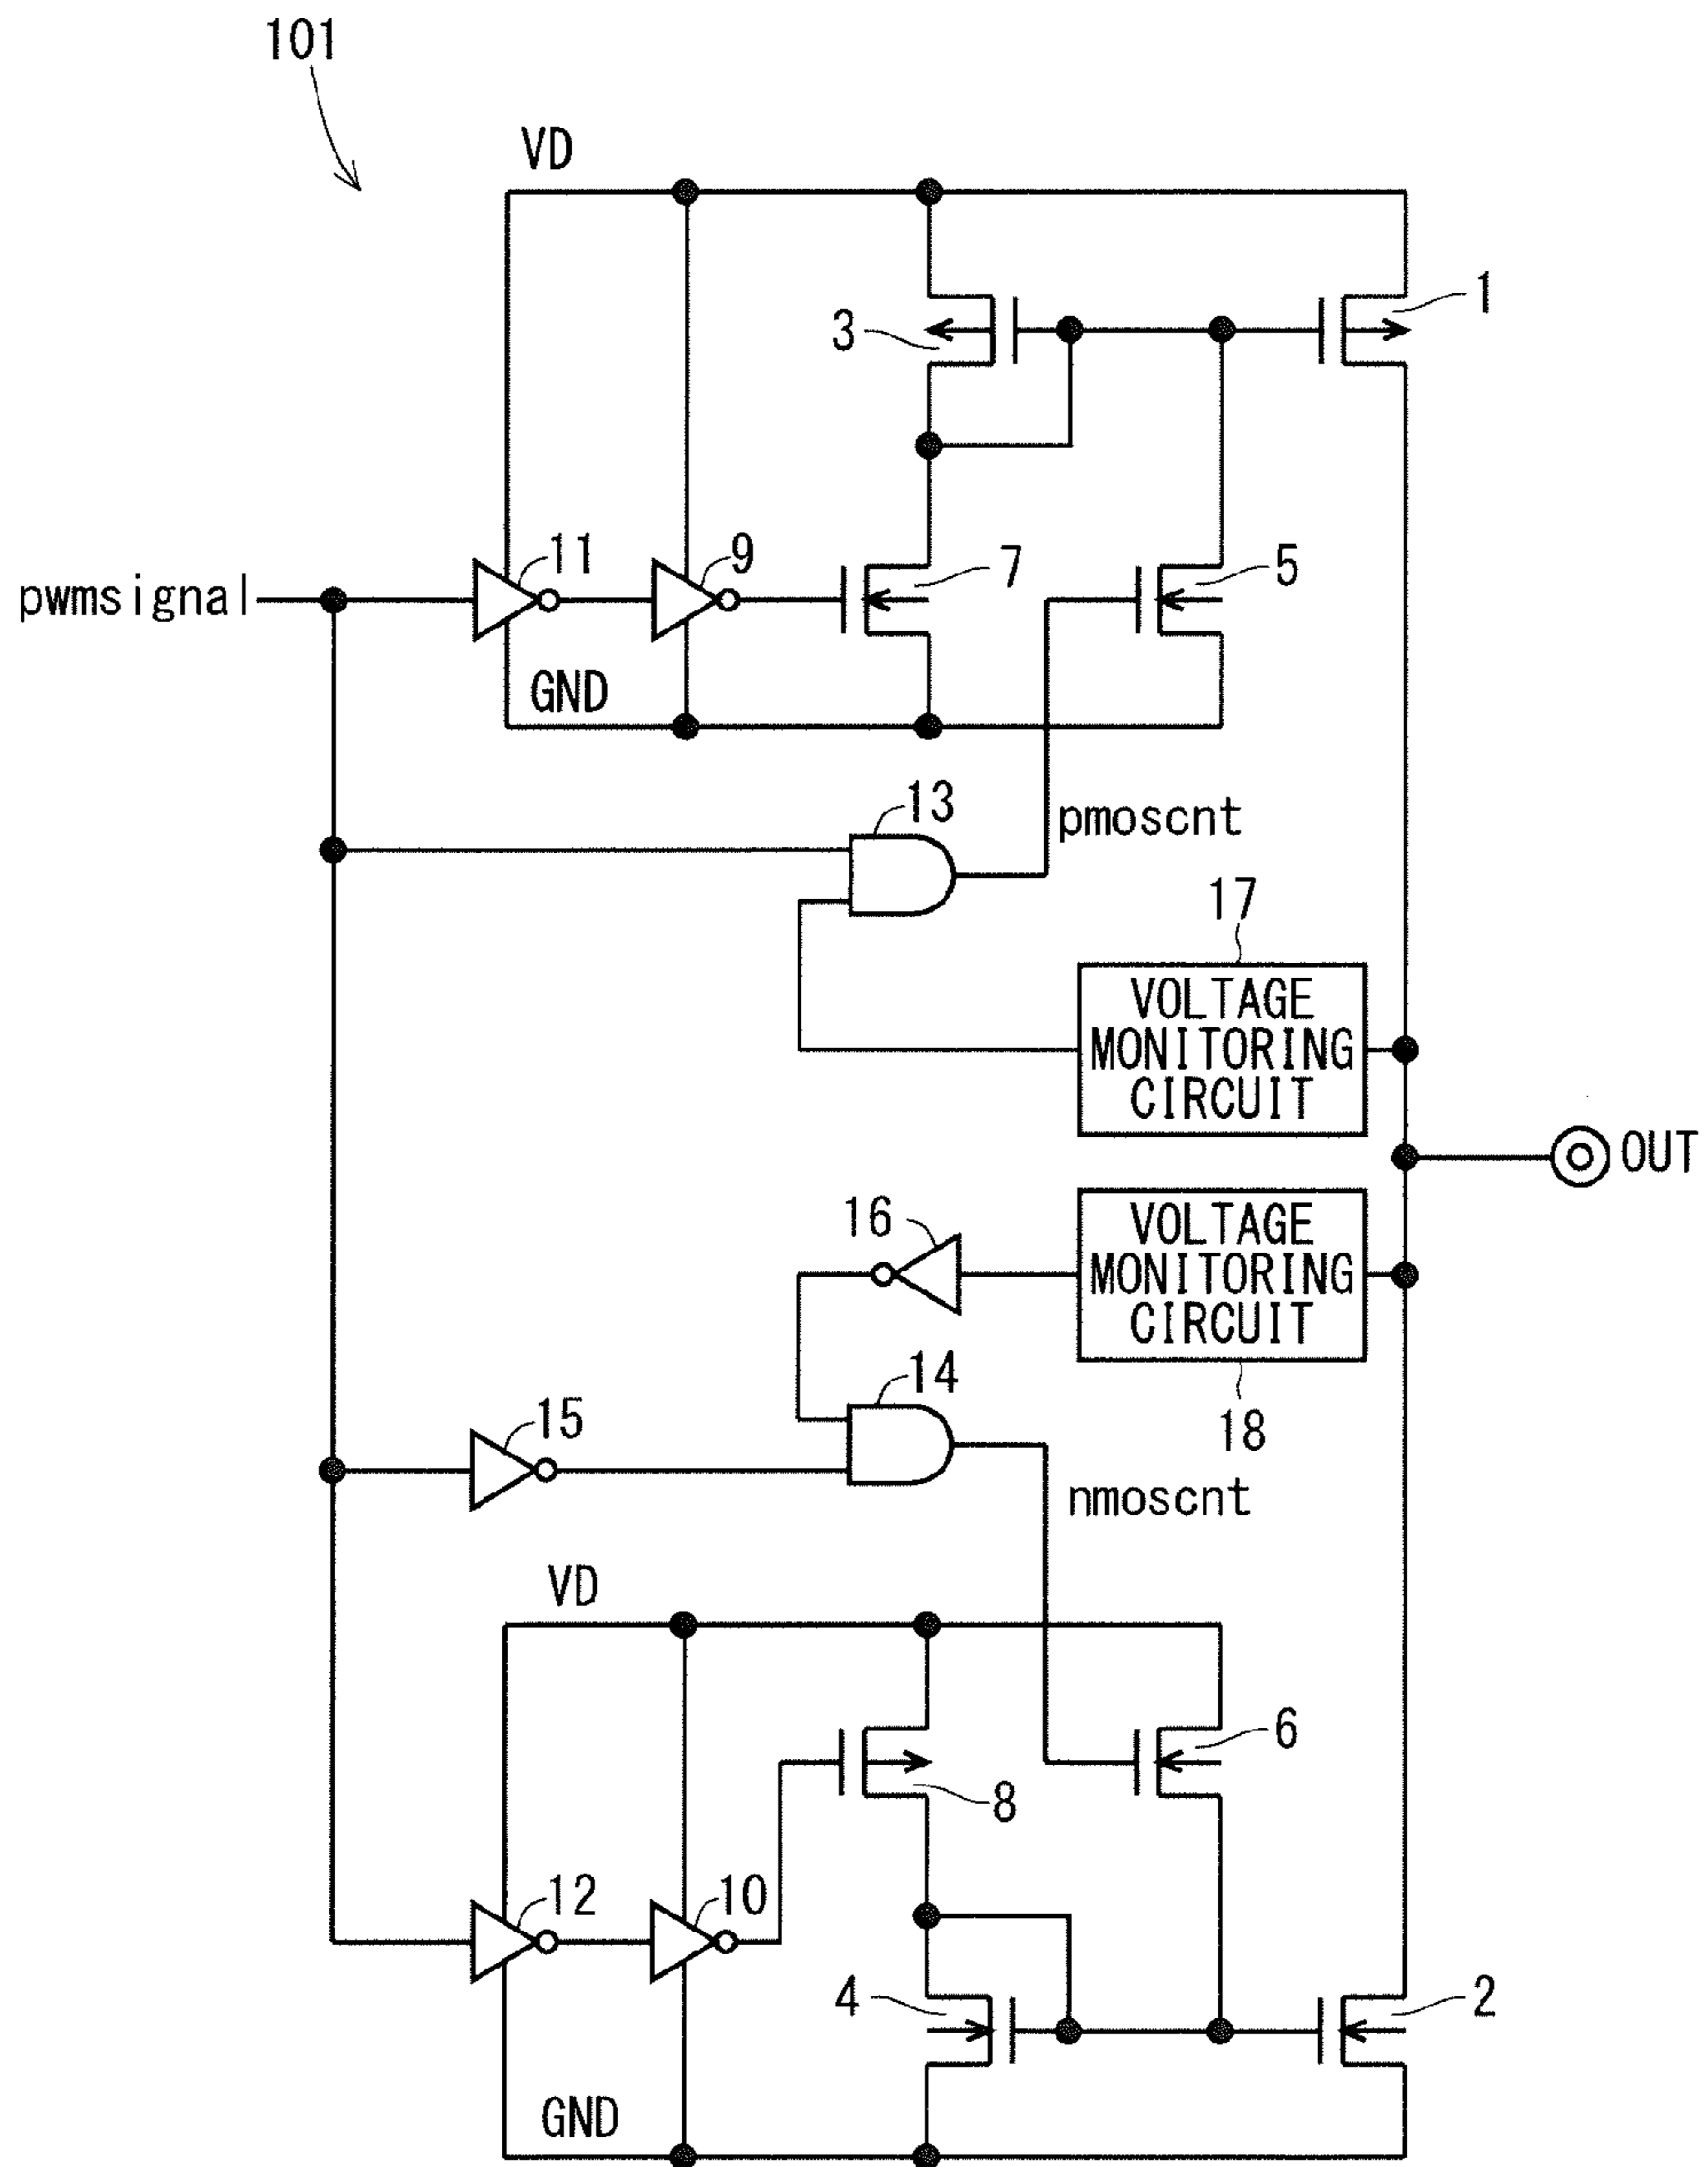 101
VD
1
3
11
9
7
5
pwmsignal
GND
13
pmoscnt
17
VOLTAGE
MONITORING
CIRCUIT
OUT
16
VOLTAGE
MONITORING
CIRCUIT
14
18
15
nmoscnt
VD
6
8
12
10
4
2
GND